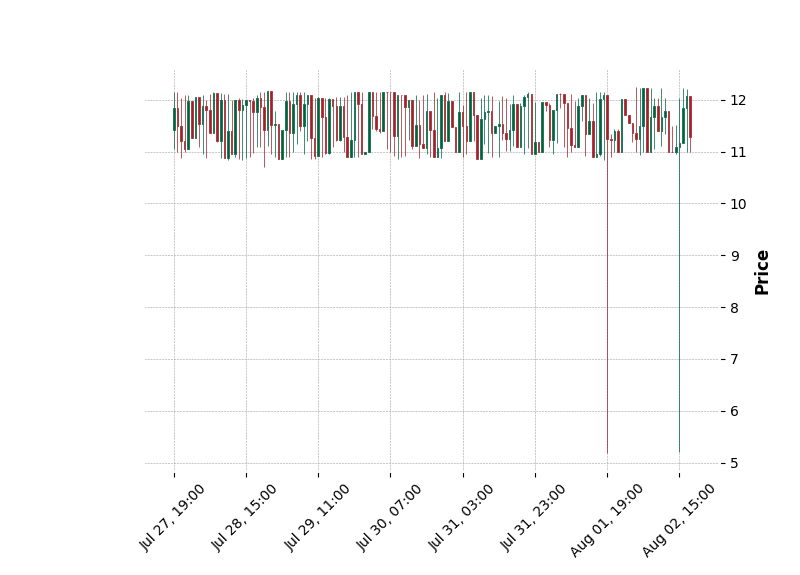 12
11
10
9
8
7
6
5
Price
Jul 27, 19:00
Jul 28, 15:00
Jul 29, 11:00
Jul 30, 07:00
Jul 31, 03:00
Jul 31, 23:00
Aug 01, 19:00
Aug 02, 15:00